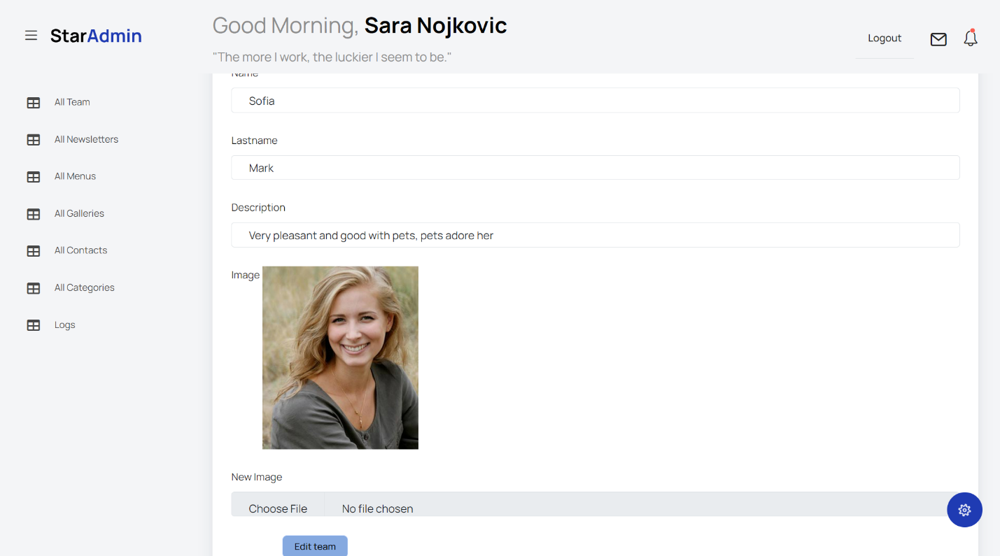 StarAdmin
Good Morning, Sara Nojkovic
"The more I work, the luckier I seem to be."
Logout
All Team
All Newsletters
All Menus
All Galleries
All Contacts
All Categories
Logs
Name
Sofia
Lastname
Mark
Description
Very pleasant and good with pets, pets adore her
Image
New Image
Choose File No file chosen
Edit team